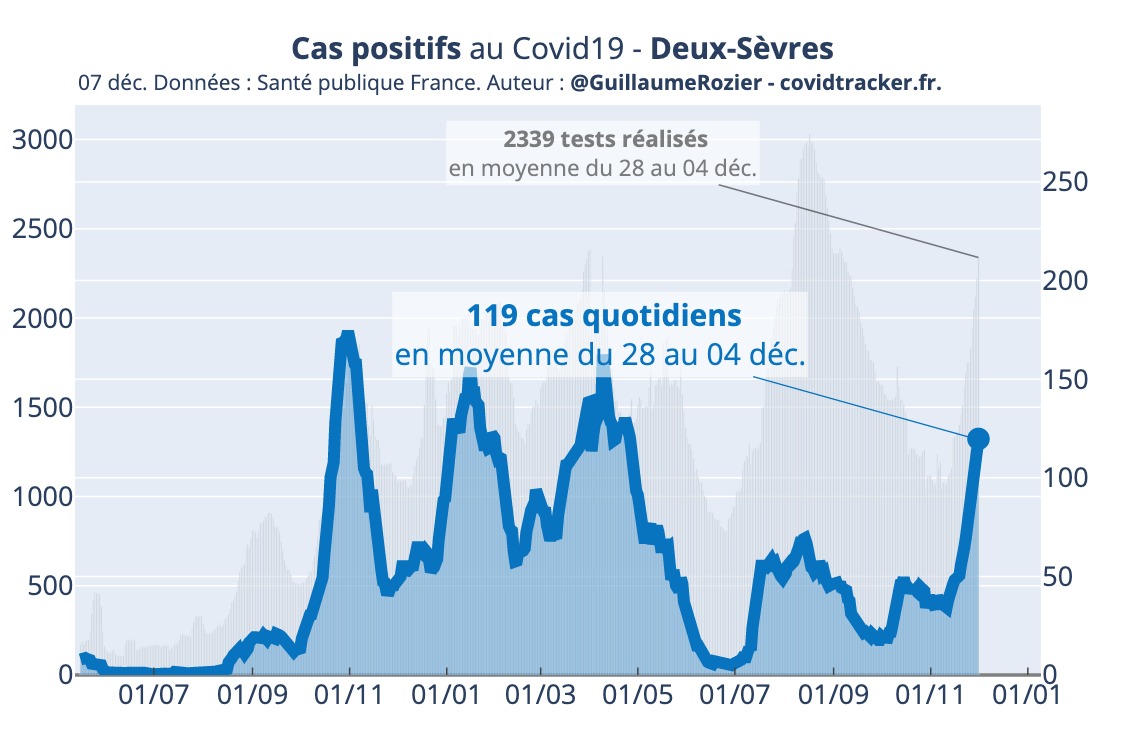 Cas positifs au Covid19 - Deux-Sèvres
07 déc. Données : Santé publique France. Auteur : @GuillaumeRozier - covidtracker.fr.
2339 tests réalisés
en moyenne du 28 au 04 déc.
119 cas quotidiens
en moyenne du 28 au 04 déc.
3000
2500
2000
1500
1000
500
0
250
200
150
100
50
0
01/07 01/09 01/11 01/01 01/03 01/05 01/07 01/09 01/11 01/01